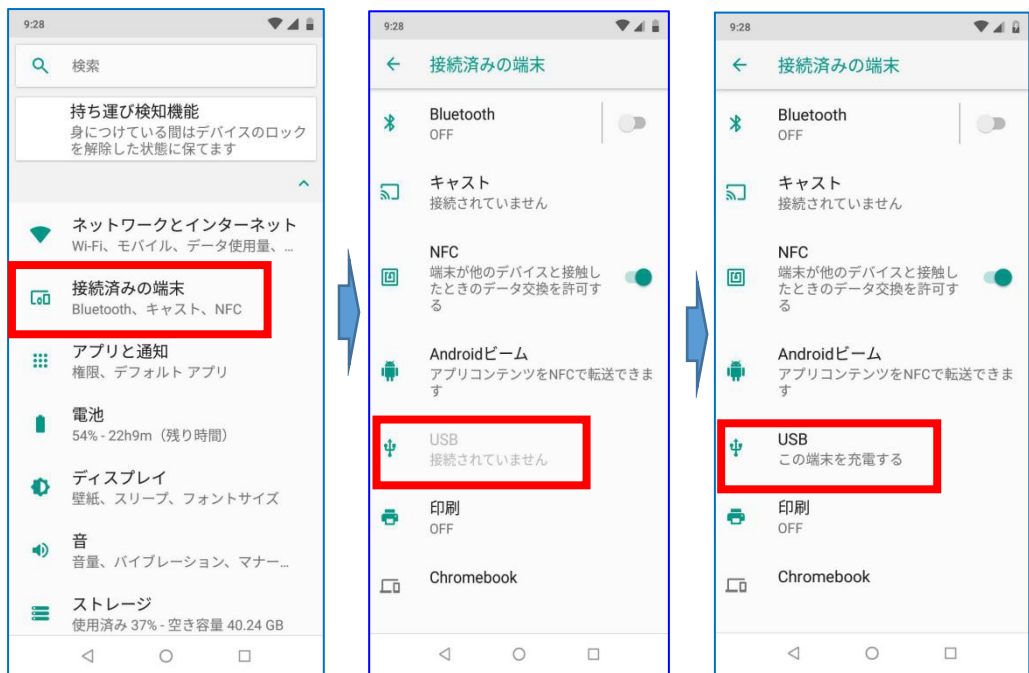 9:28
検索
持ち運び検知機能
身につけている間はデバイスのロック
を解除した状態に保てます
ネットワークとインターネット
Wi-Fi、モバイル、データ使用量、...
接続済みの端末
Bluetooth、キャスト、NFC
アプリと通知
権限、デフォルト アプリ
電池
54% - 22h9m（残り時間）
ディスプレイ
壁紙、スリープ、フォントサイズ
音
音量、バイブレーション、マナー...
ストレージ
使用済み 37% - 空き容量 40.24 GB
9:28
接続済みの端末
Bluetooth
OFF
キャスト
接続されていません
NFC
端末が他のデバイスと接触し
たときのデータ交換を許可す
る
Androidビーム
アプリコンテンツをNFCで転送できま
す
USB
接続されていません
印刷
OFF
Chromebook
9:28
接続済みの端末
Bluetooth
OFF
キャスト
接続されていません
NFC
端末が他のデバイスと接触し
たときのデータ交換を許可す
る
Androidビーム
アプリコンテンツをNFCで転送できま
す
USB
この端末を充電する
印刷
OFF
Chromebook